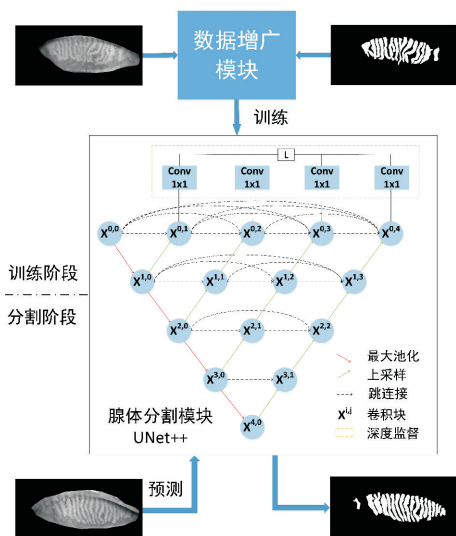 数据增广
模块
训练
L
Conv
1x1
Conv
1x1
Conv
1x1
Conv
1x1
X0,0
X0,1
X0,2
X0,3
X0,4
训练阶段
X1,0
X1,1
X1,2
X1,3
分割阶段
X2,0
X2,1
X2,2
X3,0
X3,1
X4,0
最大池化
上采样
跳连接
Xi,j 卷积块
深度监督
腺体分割模块
UNet++
预测